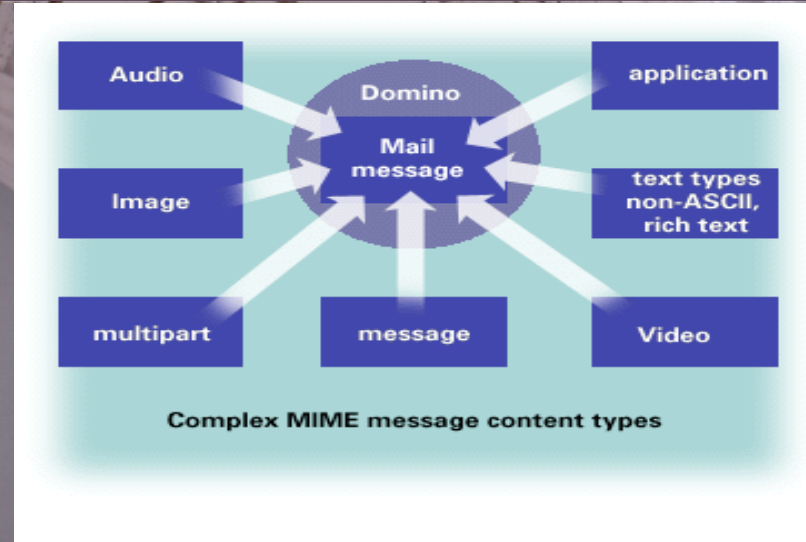 Audio
Domino
application
Mail
message
Image
text types
non-ASCII,
rich text
multipart
message
Video
Complex MIME message content types